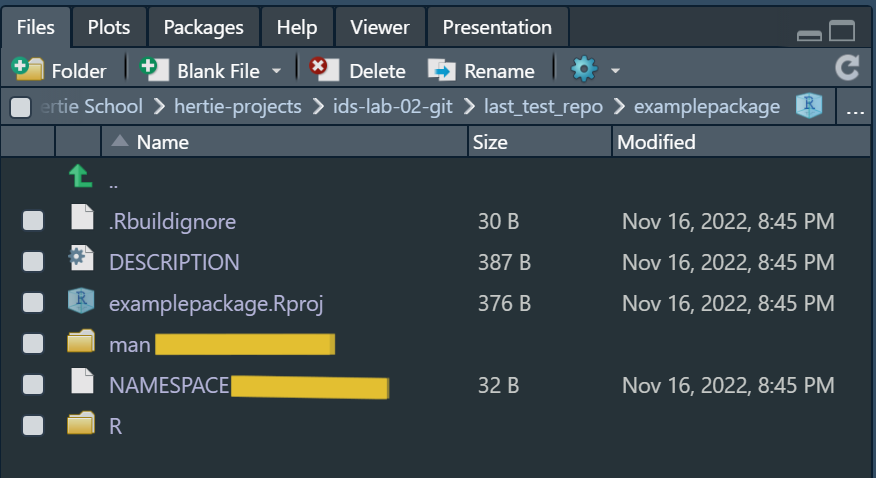 Files Plots Packages Help Viewer Presentation
Folder Blank File Delete Rename
ertie School hertie-projects ids-lab-02-git last_test_repo examplepackage R ...
Name Size Modified
..
.Rbuildignore 30 B Nov 16, 2022, 8:45 PM
DESCRIPTION 387 B Nov 16, 2022, 8:45 PM
R examplepackage.Rproj 376 B Nov 16, 2022, 8:45 PM
man
NAMESPACE 32 B Nov 16, 2022, 8:45 PM
R